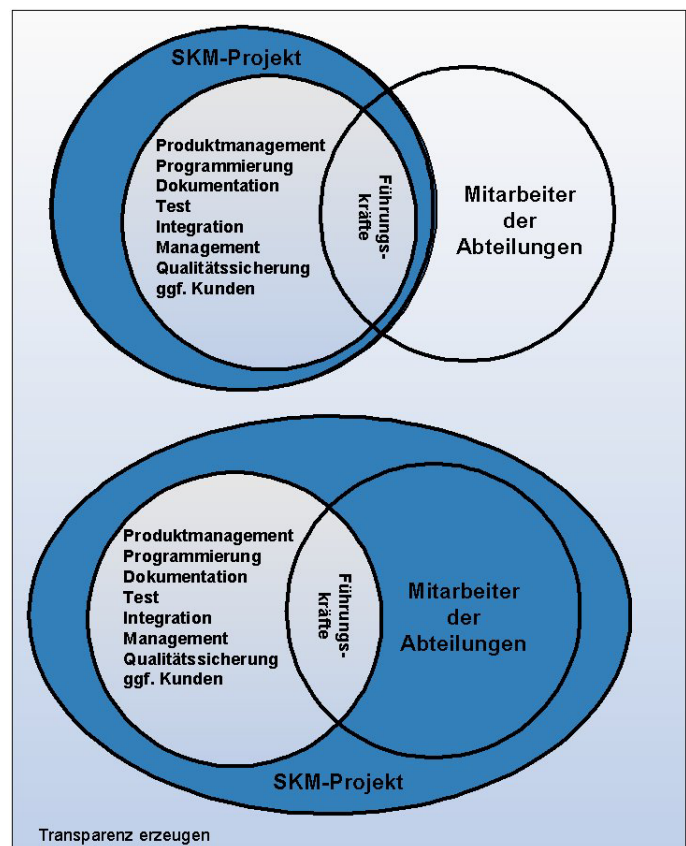 SKM-Projekt
Produktmanagement
Programmierung
Dokumentation
Test
Integration
Management
Qualitätssicherung
ggf. Kunden
Führungs-
kräfte
Mitarbeiter
der
Abteilungen
Produktmanagement
Programmierung
Dokumentation
Test
Integration
Management
Qualitätssicherung
ggf. Kunden
Führungs-
kräfte
Mitarbeiter
der
Abteilungen
SKM-Projekt
Transparenz erzeugen